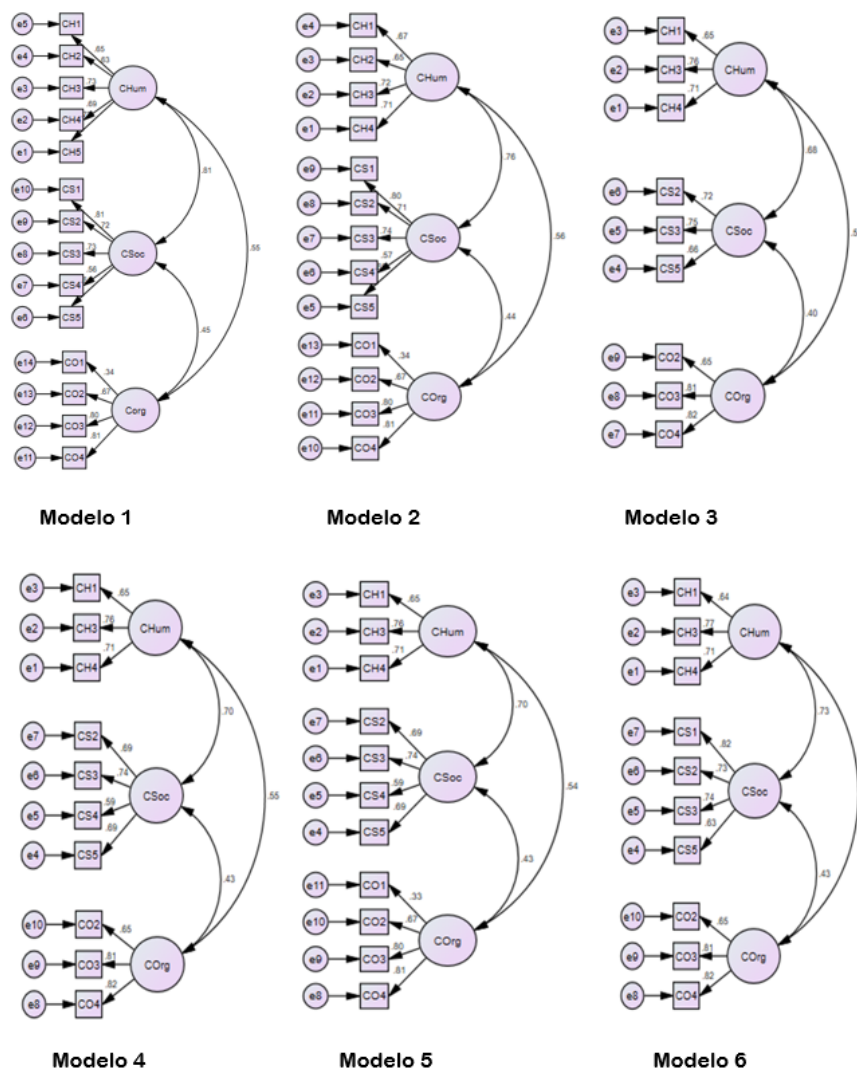 e5 CH1
.65
e4 CH2 .63
e3 CH3 .73 CHum
e2 CH4 .69
e1 CH5
.81
.55
e10 CS1
.81
e9 CS2 .72
e8 CS3 .73 CSoc
e7 CS4 .56
e6 CS5
.45
e14 CO1 .34
e13 CO2 .67 Corg
e12 CO3 .80
e11 CO4 .81
Modelo 1
e4 CH1 .67
e3 CH2 .65 CHum
e2 CH3 .72
e1 CH4 .71
.76
.56
e9 CS1
.80
e8 CS2 .71
e7 CS3 .74 CSoc
e6 CS4 .57
e5 CS5
.44
e13 CO1 .34
e12 CO2 .67 COrg
e11 CO3 .80
e10 CO4 .81
Modelo 2
e3 CH1 .65
e2 CH3 .76 CHum
e1 CH4 .71
.68
e6 CS2 .72
e5 CS3 .75 CSoc
e4 CS5 .66
.5
.40
e9 CO2 .65
e8 CO3 .81 COrg
e7 CO4 .82
Modelo 3
e3 CH1 .65
e2 CH3 .76 CHum
e1 CH4 .71
.70
e7 CS2 .69
e6 CS3 .74
e5 CS4 .59 CSoc
e4 CS5 .69
.55
.43
e10 CO2 .65
e9 CO3 .81 COrg
e8 CO4 .82
Modelo 4
e3 CH1 .65
e2 CH3 .76 CHum
e1 CH4 .71
.70
e7 CS2 .69
e6 CS3 .74 CSoc
e5 CS4 .59
e4 CS5 .69
.54
.43
e11 CO1 .33
e10 CO2 .67
e9 CO3 .80 COrg
e8 CO4 .81
Modelo 5
e3 CH1 .64
e2 CH3 .77 CHum
e1 CH4 .71
.73
e7 CS1 .82
e6 CS2 .73
e5 CS3 .74 CSoc
e4 CS5 .63
.43
e10 CO2 .65
e9 CO3 .81 COrg
e8 CO4 .82
Modelo 6